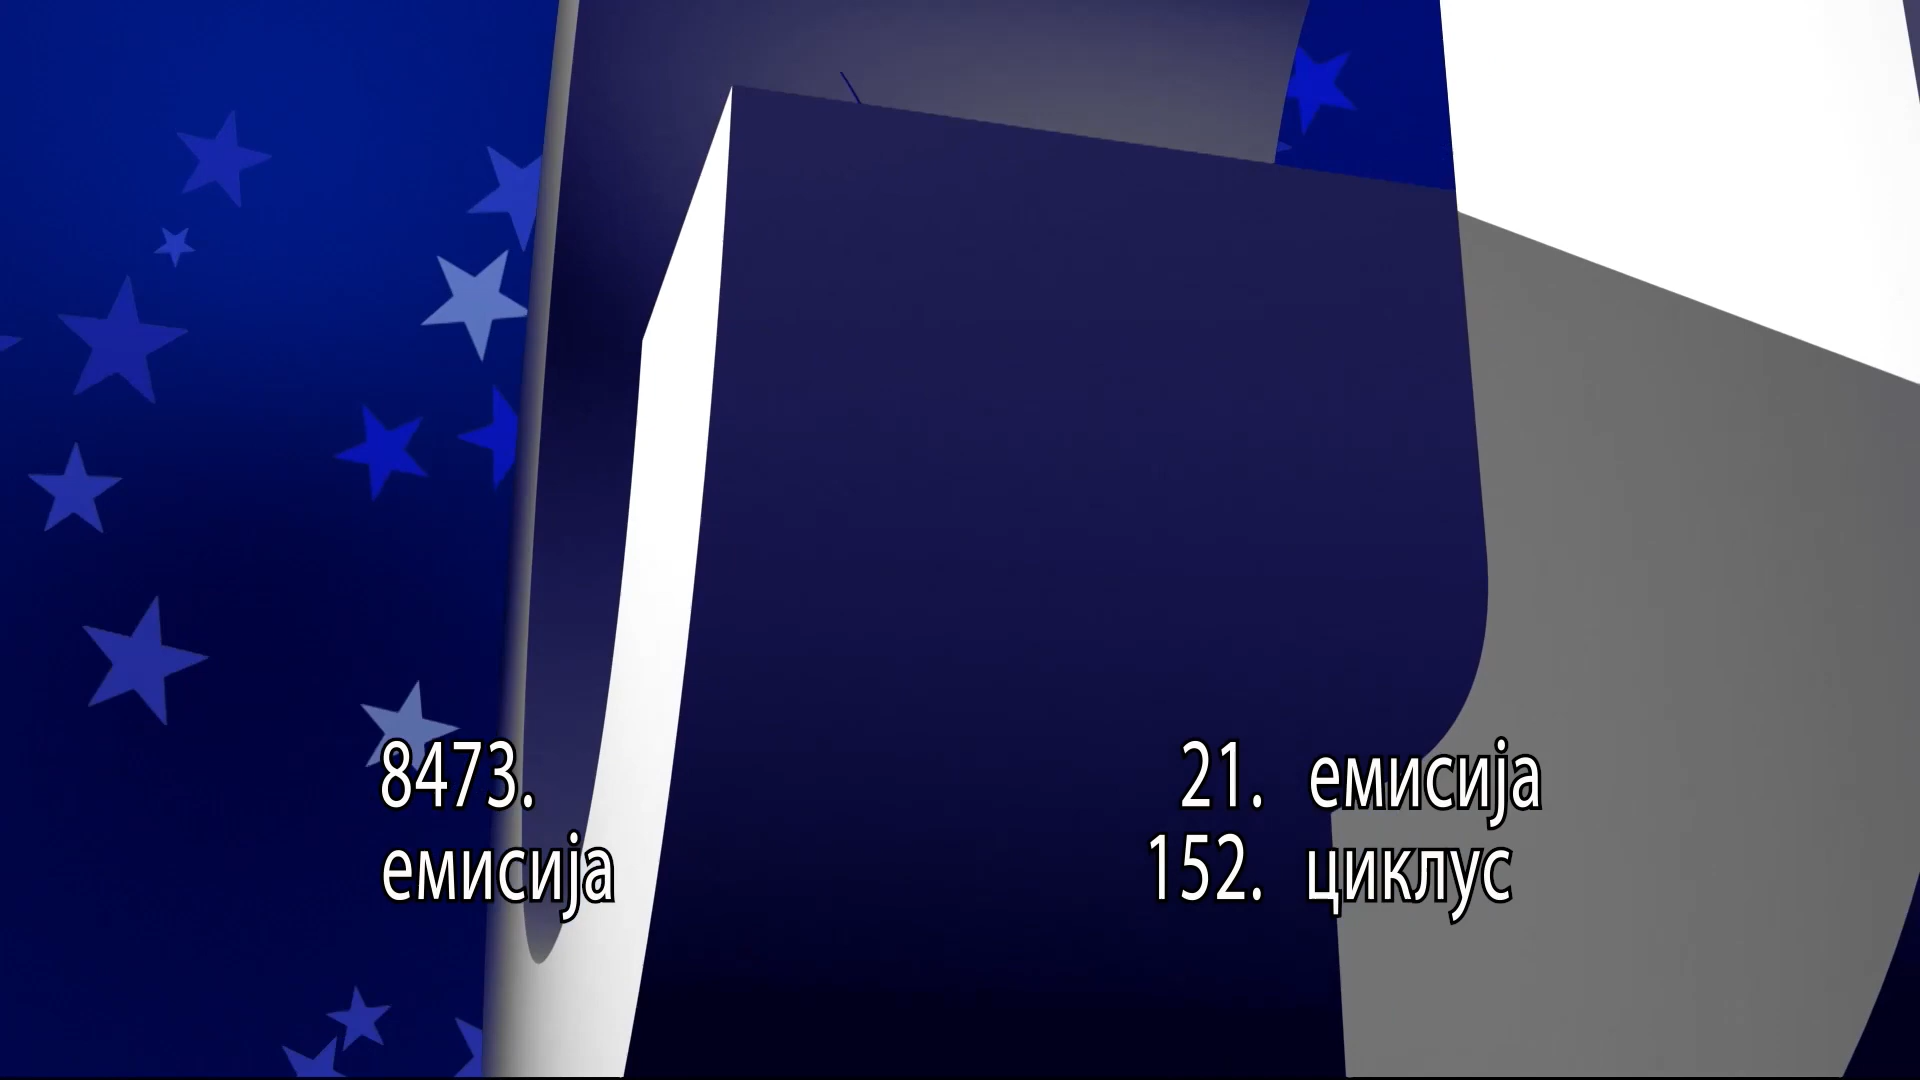 8473.
емисија
21. емисија
152. циклус